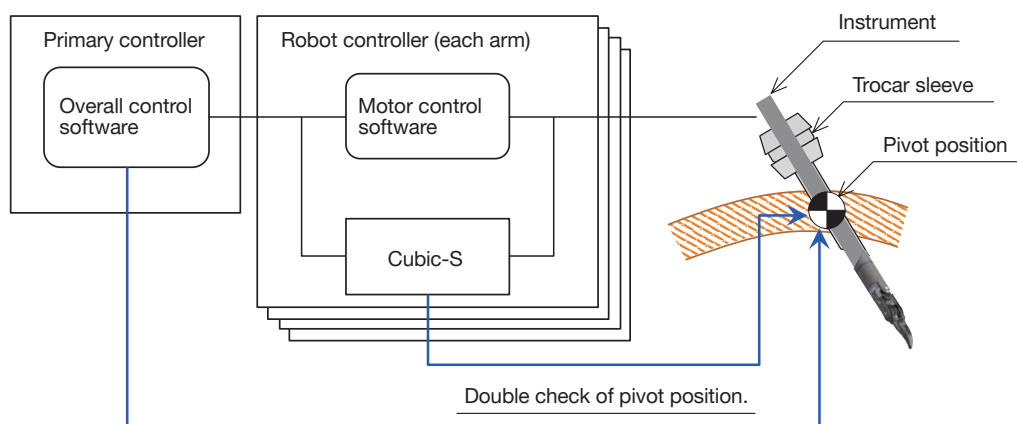 Primary controller
Overall control
software
Robot controller (each arm)
Motor control
software
Cubic-S
Instrument
Trocar sleeve
Pivot position
Double check of pivot position.